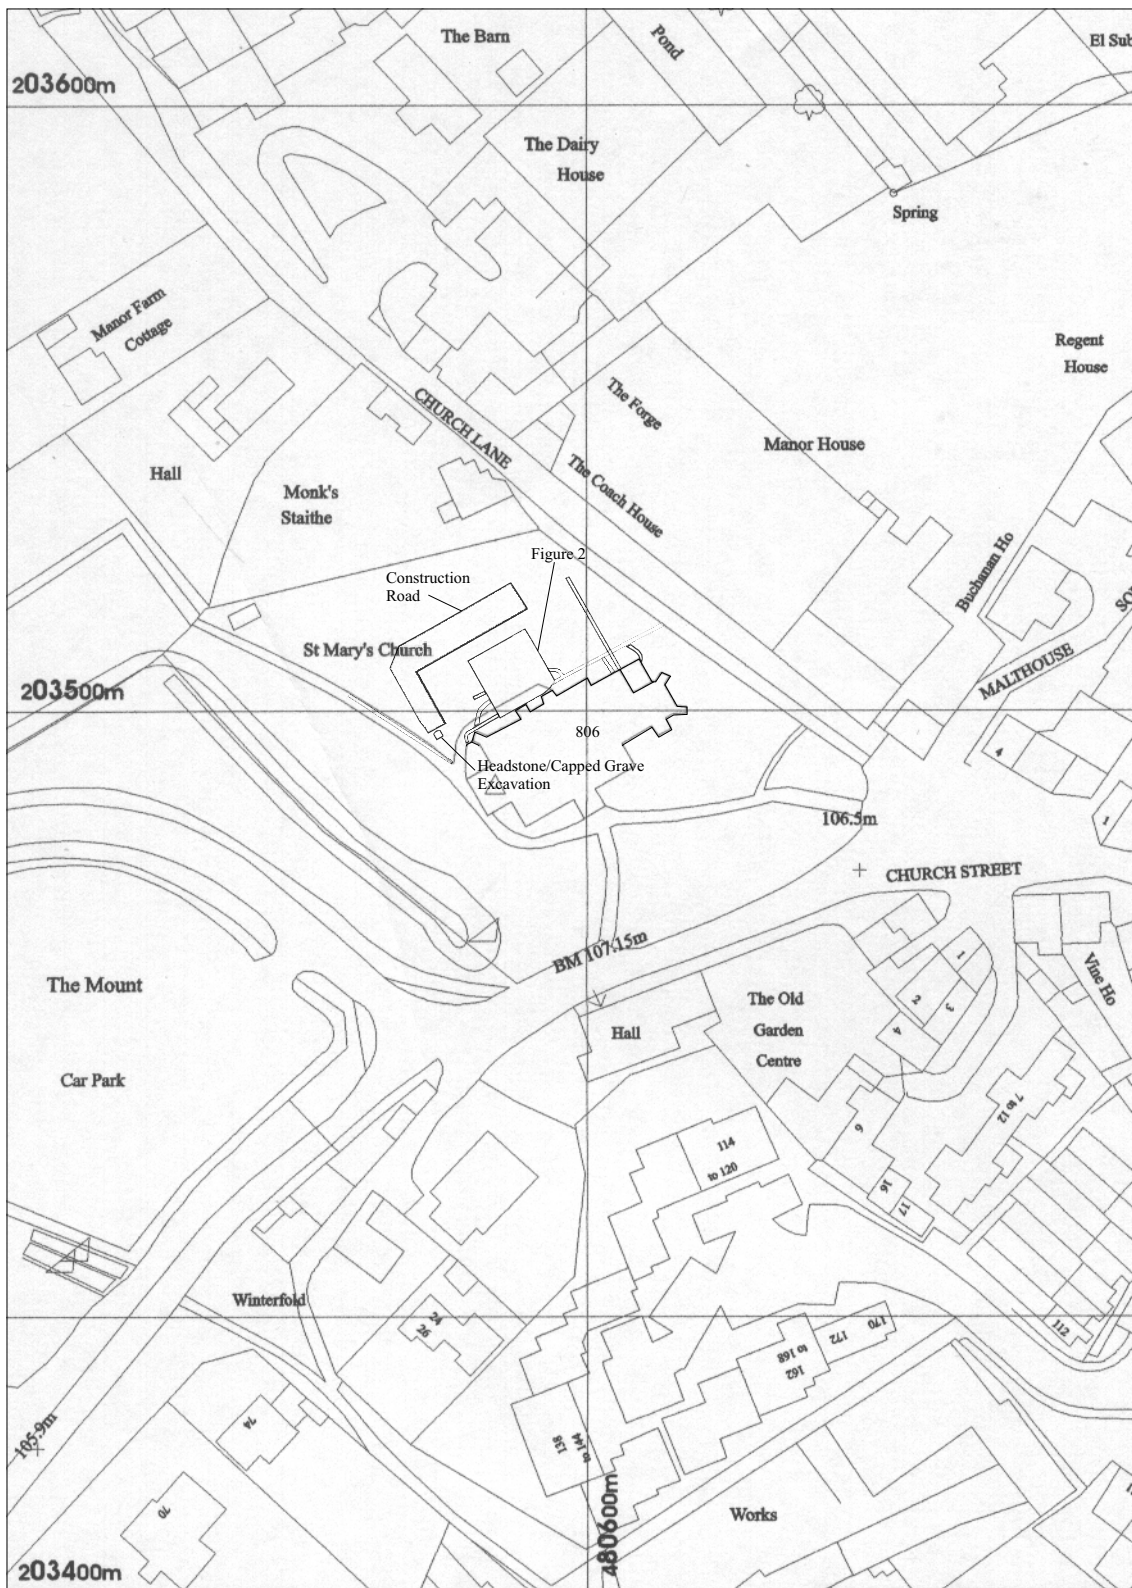 The Barn
Pond
El Sub
203600m
The Dairy
House
Spring
Manor Farm
Cottage
Regent
House
CHURCH LANE
The Forge
Manor House
Hall
Monk's
Staithe
The Coach House
Figure 2
Construction
Road
Buchanan Ho
St Mary's Church
MALTHOUSE
203500m
806
4
Headstone/Capped Grave
Excavation
106.5m
1
CHURCH STREET
BM 107.15m
The Mount
Car Park
Hall
The Old
Garden
Centre
1
2
3
4
Vine Ho
7 to 12
6
114
to 120
16
17
Winterfold
24
26
112
170
172
162
to 168
74
138
to 144
105.9m
70
Works
480600m
203400m